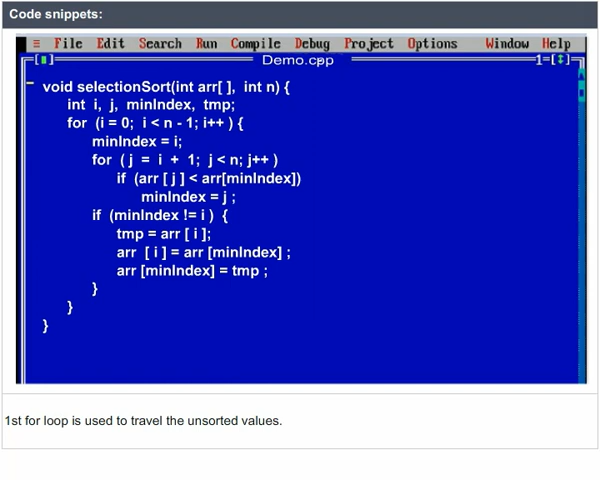 Code snippets:
≡ File Edit Search Run Compile Debug Project Options Window Help
[▮] Demo.cpp 1=[↕]
void selectionSort(int arr[ ], int n) {
int i, j, minIndex, tmp;
for (i = 0; i < n - 1; i++ ) {
minIndex = i;
for ( j = i + 1; j < n; j++ )
if (arr [ j ] < arr[minIndex])
minIndex = j ;
if (minIndex != i ) {
tmp = arr [ i ];
arr [ i ] = arr [minIndex] ;
arr [minIndex] = tmp ;
}
}
}
1st for loop is used to travel the unsorted values.